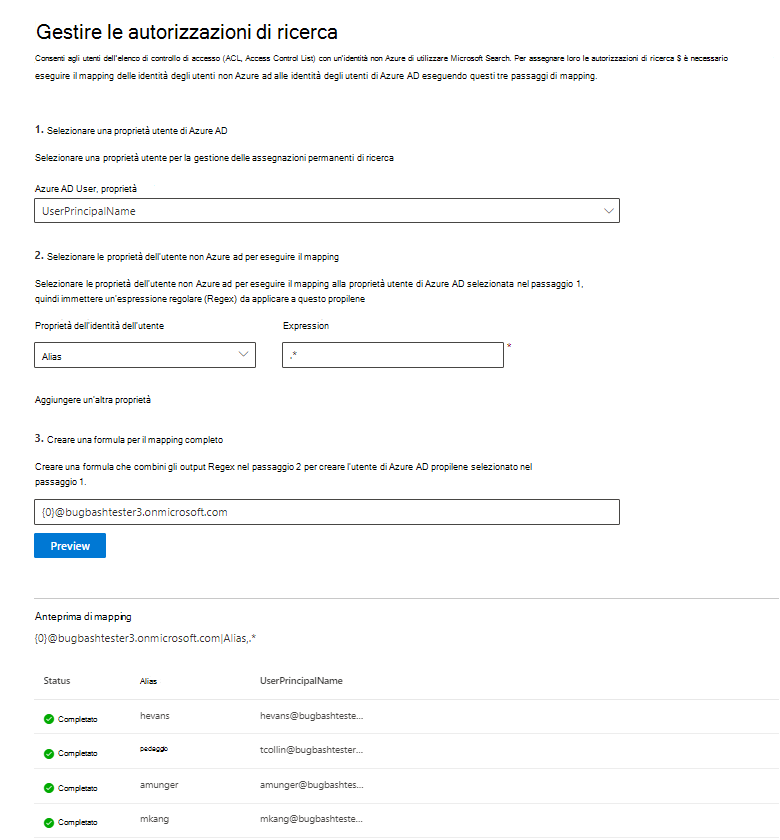 Gestire le autorizzazioni di ricerca
Consenti agli utenti dell'elenco di controllo di accesso (ACL, Access Control List) con un'identità non Azure di utilizzare Microsoft Search. Per assegnare loro le autorizzazioni di ricerca $ è necessario
eseguire il mapping delle identità degli utenti non Azure ad alle identità degli utenti di Azure AD eseguendo questi tre passaggi di mapping.
1. Selezionare una proprietà utente di Azure AD
Selezionare una proprietà utente per la gestione delle assegnazioni permanenti di ricerca
Azure AD User, proprietà
UserPrincipalName
2. Selezionare le proprietà dell'utente non Azure ad per eseguire il mapping
Selezionare le proprietà dell'utente non Azure ad per eseguire il mapping alla proprietà utente di Azure AD selezionata nel passaggio 1,
quindi immettere un'espressione regolare (Regex) da applicare a questo propilene
Proprietà dell'identità dell'utente Expression
Alias .* *
Aggiungere un'altra proprietà
3. Creare una formula per il mapping completo
Creare una formula che combini gli output Regex nel passaggio 2 per creare l'utente di Azure AD propilene selezionato nel
passaggio 1.
{0}@bugbashtester3.onmicrosoft.com
Preview
Anteprima di mapping
{0}@bugbashtester3.onmicrosoft.com|Alias,.*
Status Alias UserPrincipalName
Completato hevans hevans@bugbashteste...
Completato pedaggio tcollin@bugbashtester...
Completato amunger amunger@bugbashtes...
Completato mkang mkang@bugbashteste...